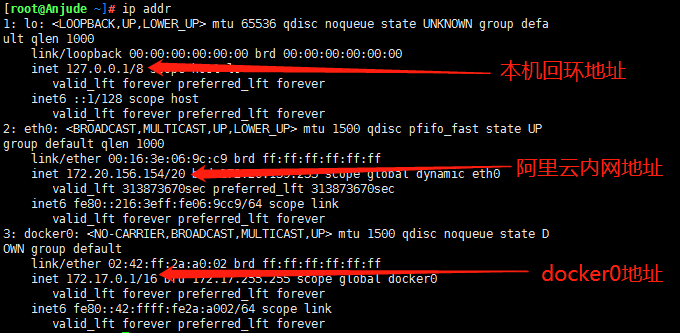 [root@Anjude ~]# ip addr
1: lo: <LOOPBACK,UP,LOWER_UP> mtu 65536 qdisc noqueue state UNKNOWN group defa
ult qlen 1000
link/loopback 00:00:00:00:00:00 brd 00:00:00:00:00:00
inet 127.0.0.1/8 scope host lo
本机回环地址
valid_lft forever preferred_lft forever
inet6 ::1/128 scope host
valid_lft forever preferred_lft forever
2: eth0: <BROADCAST,MULTICAST,UP,LOWER_UP> mtu 1500 qdisc pfifo_fast state UP
group default qlen 1000
link/ether 00:16:3e:06:9c:c9 brd ff:ff:ff:ff:ff:ff
inet 172.20.156.154/20 scope global dynamic eth0
阿里云内网地址
valid_lft 313873670sec preferred_lft 313873670sec
inet6 fe80::216:3eff:fe06:9cc9/64 scope link
valid_lft forever preferred_lft forever
3: docker0: <NO-CARRIER,BROADCAST,MULTICAST,UP> mtu 1500 qdisc noqueue state D
OWN group default
link/ether 02:42:ff:2a:a0:02 brd ff:ff:ff:ff:ff:ff
docker0地址
inet 172.17.0.1/16 brd 172.17.255.255 scope global docker0
valid_lft forever preferred_lft forever
inet6 fe80::42:ffff:fe2a:a002/64 scope link
valid_lft forever preferred_lft forever